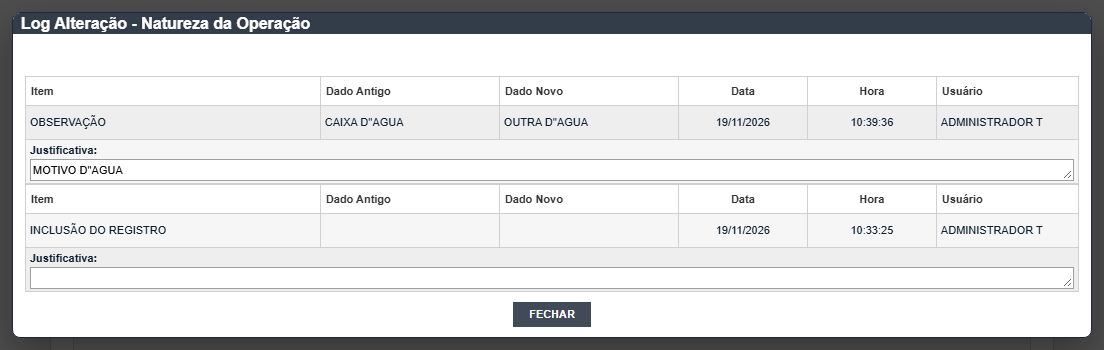 Log Alteração - Natureza da Operação
Item Dado Antigo Dado Novo Data Hora Usuário
OBSERVAÇÃO CAIXA D"AGUA OUTRA D"AGUA 19/11/2026 10:39:36 ADMINISTRADOR T
Justificativa:
MOTIVO D"AGUA
Item Dado Antigo Dado Novo Data Hora Usuário
INCLUSÃO DO REGISTRO 19/11/2026 10:33:25 ADMINISTRADOR T
Justificativa:
FECHAR